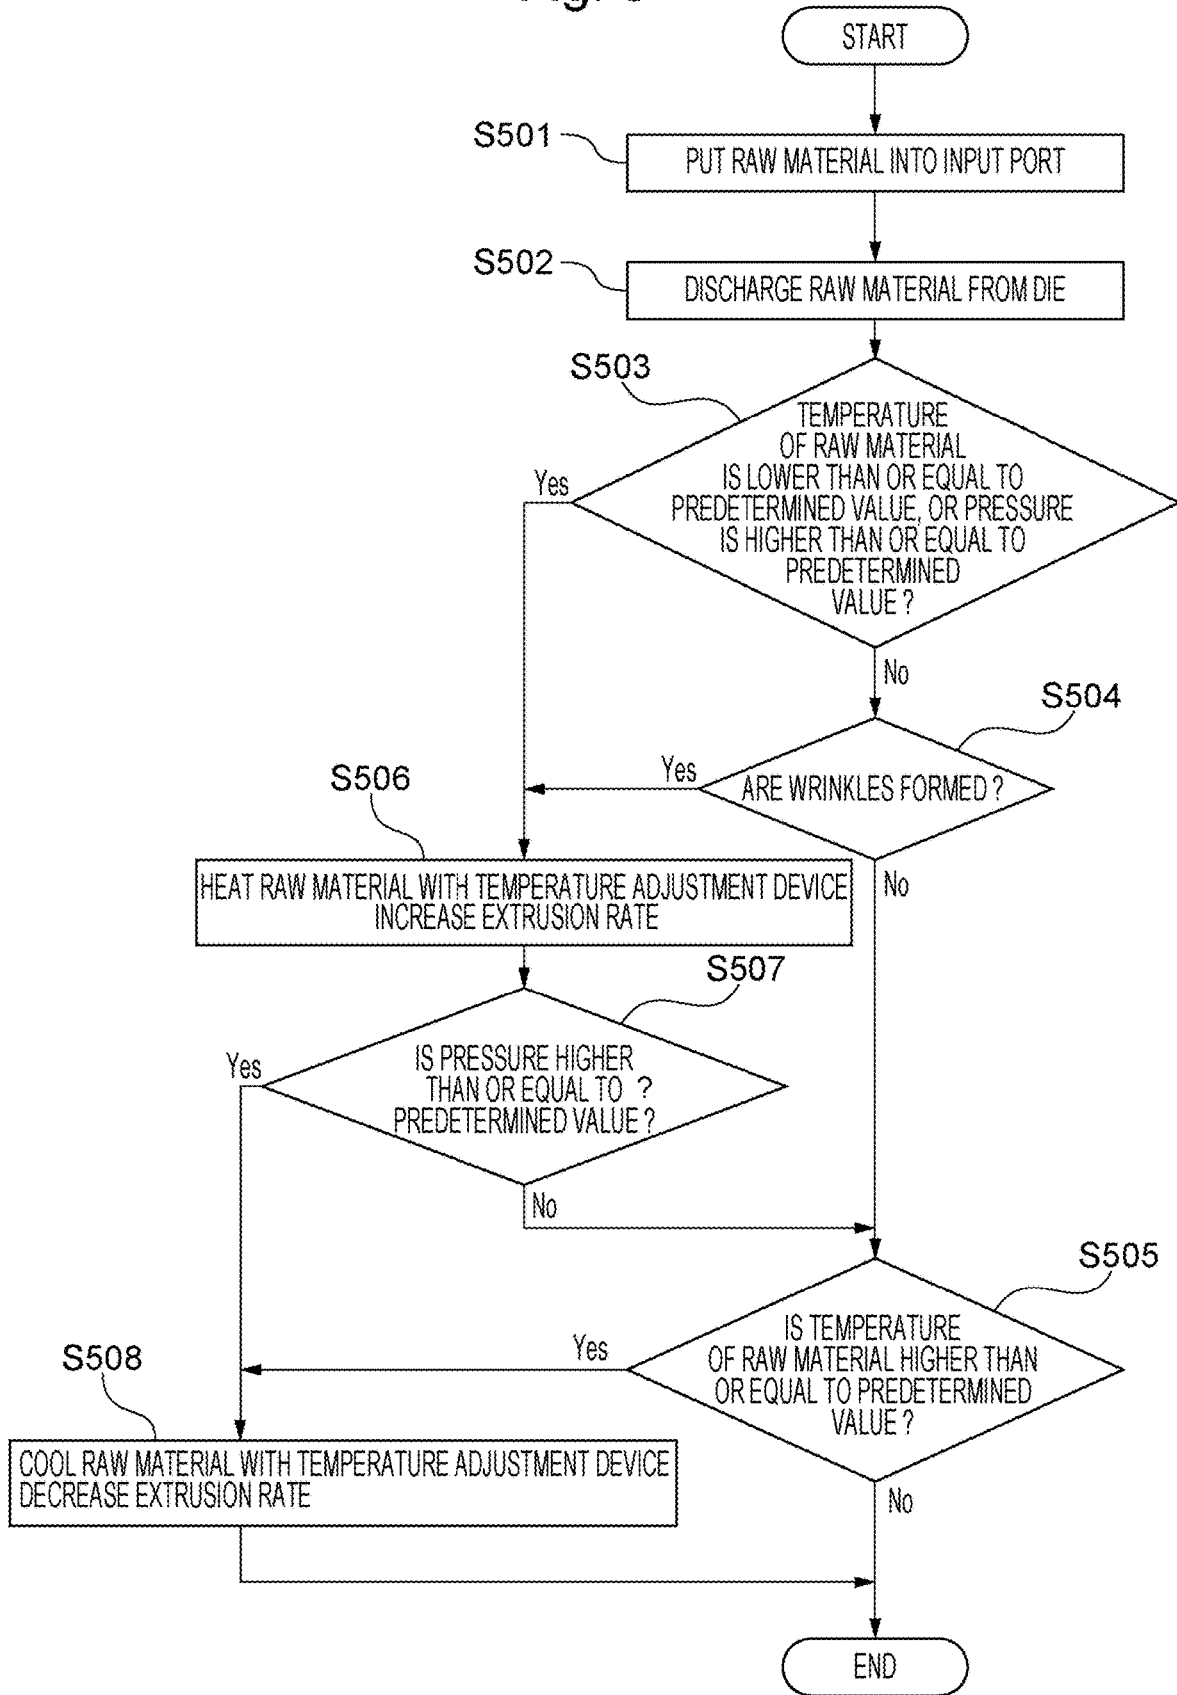 START
S501
PUT RAW MATERIAL INTO INPUT PORT
S502
DISCHARGE RAW MATERIAL FROM DIE
S503
TEMPERATURE
OF RAW MATERIAL
IS LOWER THAN OR EQUAL TO
PREDETERMINED VALUE, OR PRESSURE
IS HIGHER THAN OR EQUAL TO
PREDETERMINED
VALUE ?
Yes
No
S504
ARE WRINKLES FORMED ?
Yes
No
S506
HEAT RAW MATERIAL WITH TEMPERATURE ADJUSTMENT DEVICE
INCREASE EXTRUSION RATE
S507
IS PRESSURE HIGHER
THAN OR EQUAL TO ?
PREDETERMINED VALUE ?
Yes
No
S505
IS TEMPERATURE
OF RAW MATERIAL HIGHER THAN
OR EQUAL TO PREDETERMINED
VALUE ?
Yes
No
S508
COOL RAW MATERIAL WITH TEMPERATURE ADJUSTMENT DEVICE
DECREASE EXTRUSION RATE
END